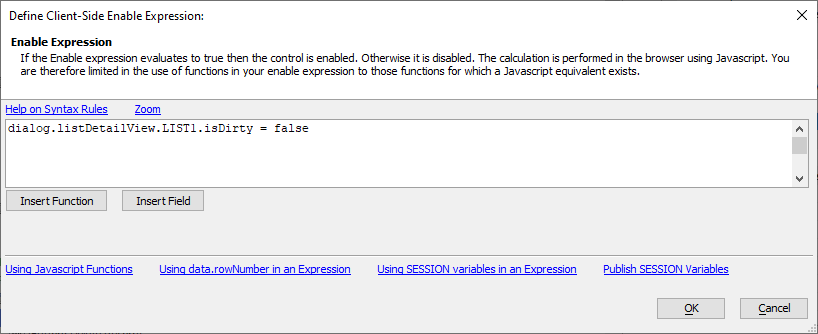 Define Client-Side Enable Expression:
Enable Expression
If the Enable expression evaluates to true then the control is enabled. Otherwise it is disabled. The calculation is performed in the browser using Javascript. You
are therefore limited in the use of functions in your enable expression to those functions for which a Javascript equivalent exists.
Help on Syntax Rules Zoom
dialog.listDetailView.LIST1.isDirty = false
Insert Function Insert Field
Using Javascript Functions Using data.rowNumber in an Expression Using SESSION variables in an Expression Publish SESSION Variables
OK Cancel